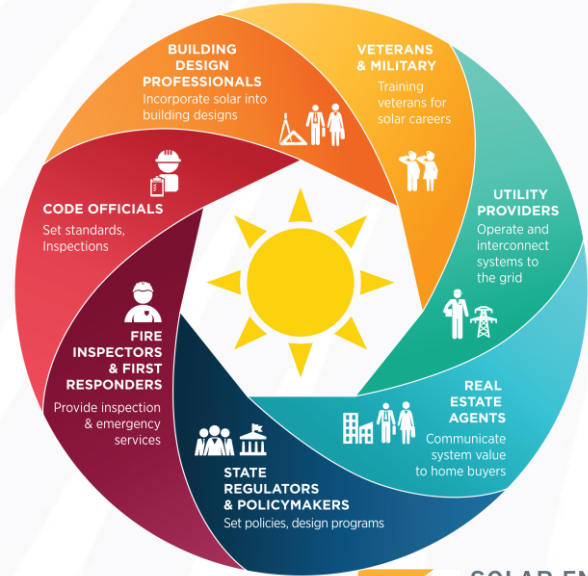 BUILDING
DESIGN
PROFESSIONALS
Incorporate solar into
building designs
VETERANS
& MILITARY
Training
veterans for
solar careers
UTILITY
PROVIDERS
Operate and
interconnect
systems to
the grid
REAL
ESTATE
AGENTS
Communicate
system value
to home buyers
STATE
REGULATORS
& POLICYMAKERS
Set policies, design programs
FIRE
INSPECTORS
& FIRST
RESPONDERS
Provide inspection
& emergency
services
CODE OFFICIALS
Set standards,
Inspections
SOLAR